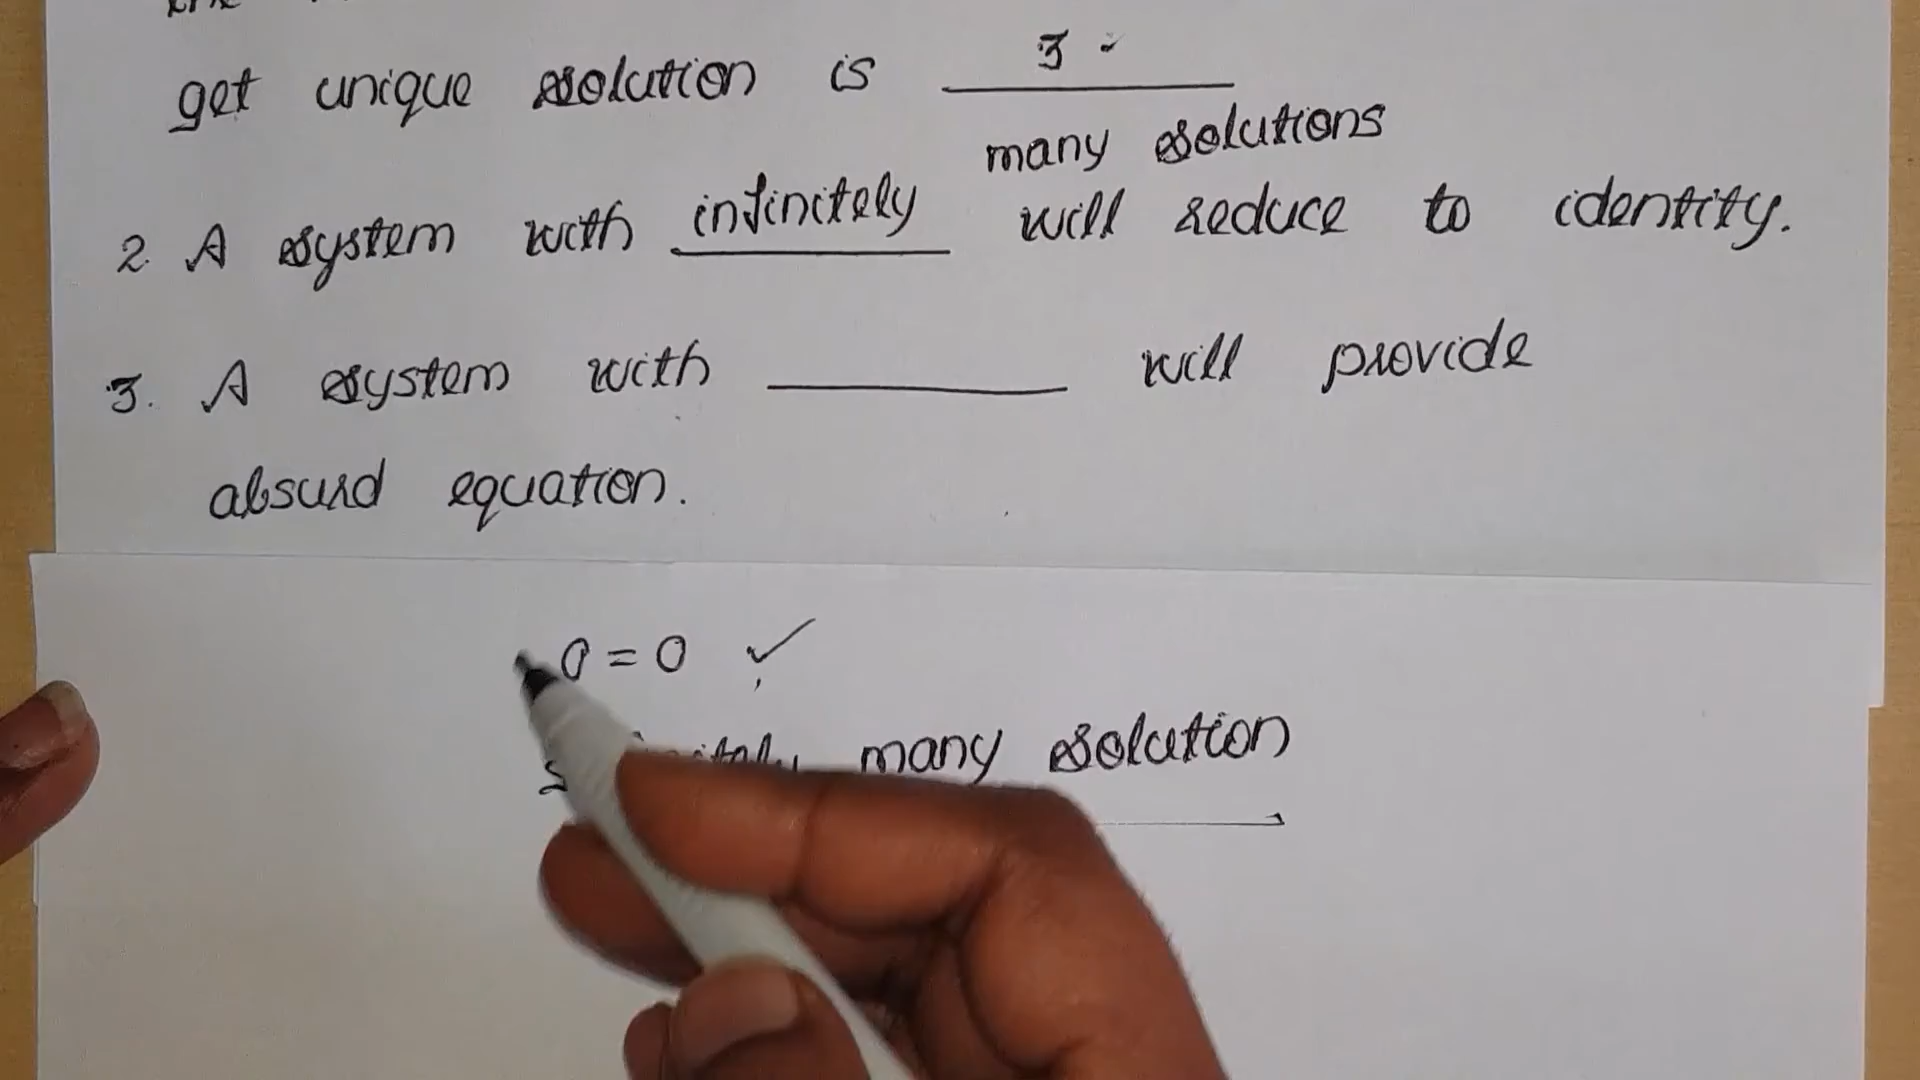 get unique solution is 3
many solutions
2. A system with infinitely will reduce to identity.
3. A system with will provide
absurd equation.
0 = 0 ✓
many solution